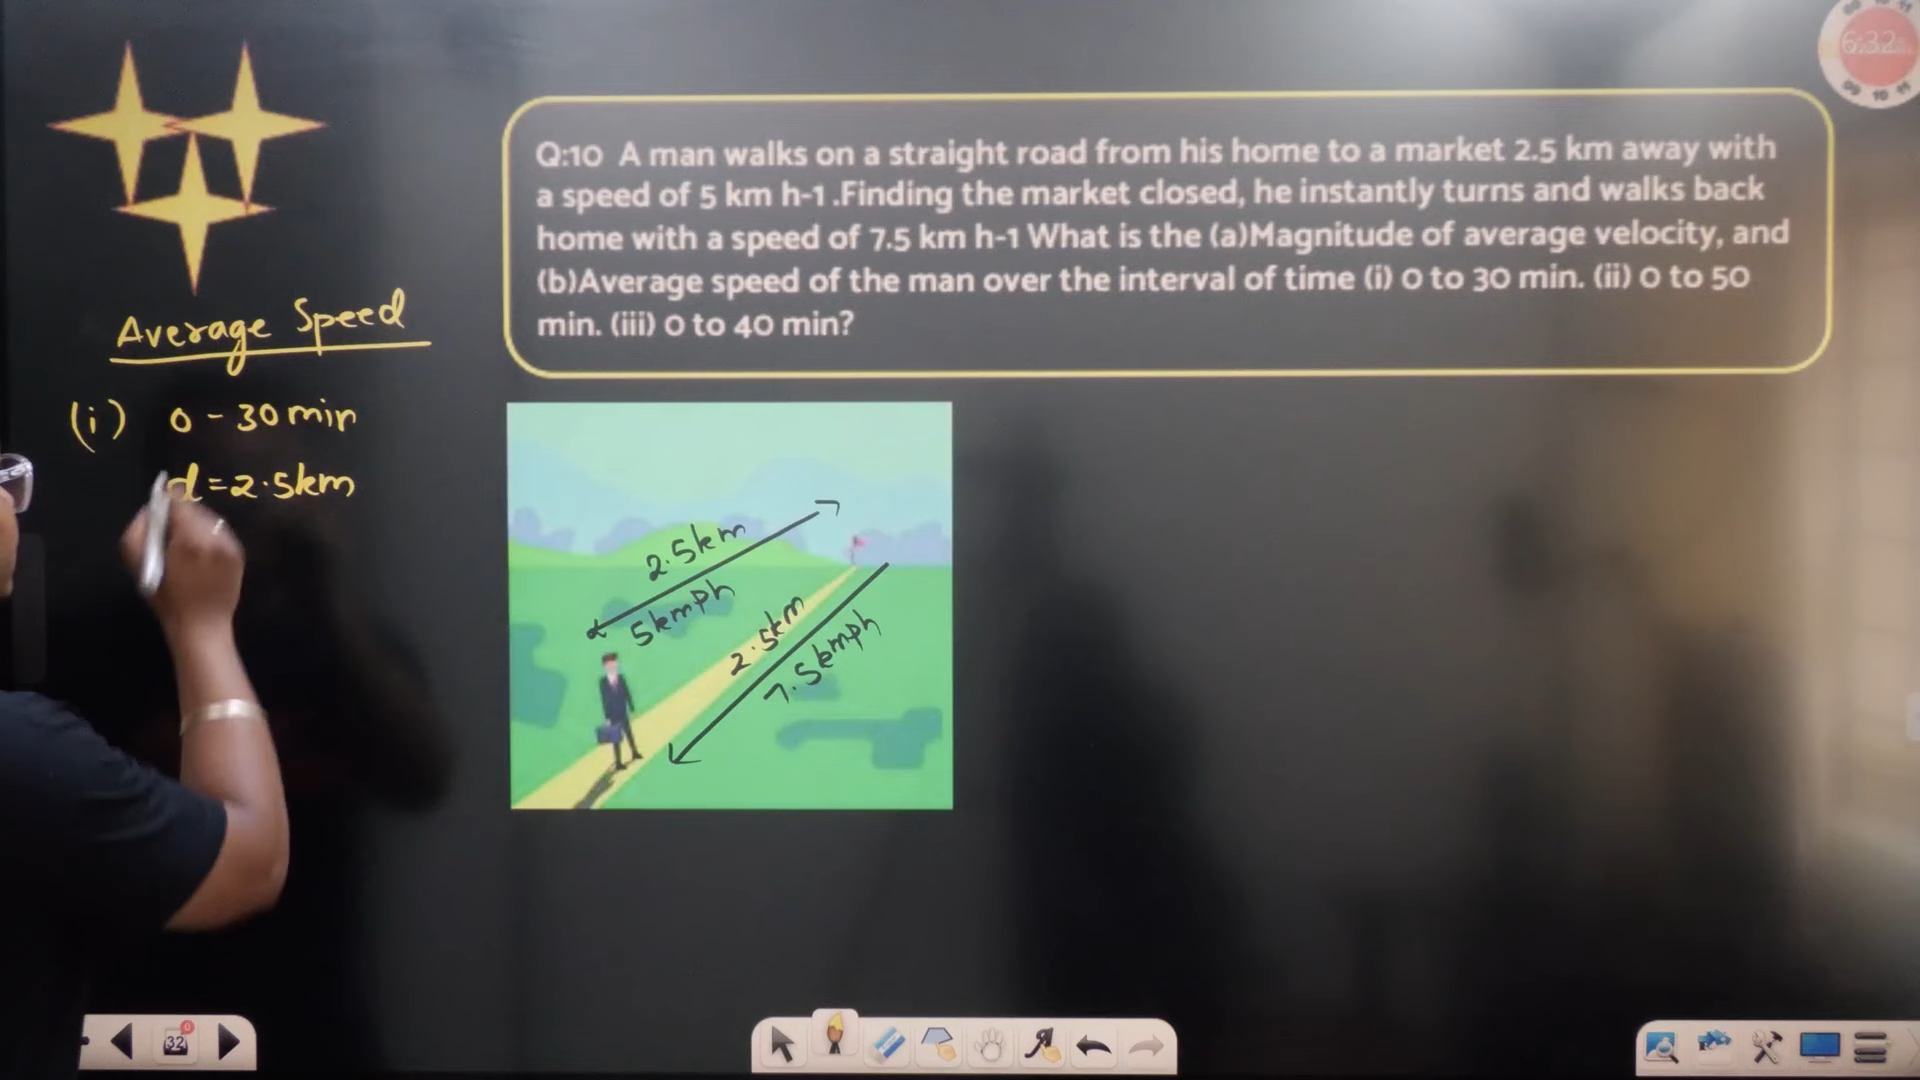 Q:10 A man walks on a straight road from his home to a market 2.5 km away with
a speed of 5 km h-1 .Finding the market closed, he instantly turns and walks back
home with a speed of 7.5 km h-1 What is the (a)Magnitude of average velocity, and
(b)Average speed of the man over the interval of time (i) 0 to 30 min. (ii) 0 to 50
min. (iii) 0 to 40 min?
Average Speed
(i) 0 - 30 min
d = 2.5km
2.5km
5kmph
2.5km
7.5kmph
32
0